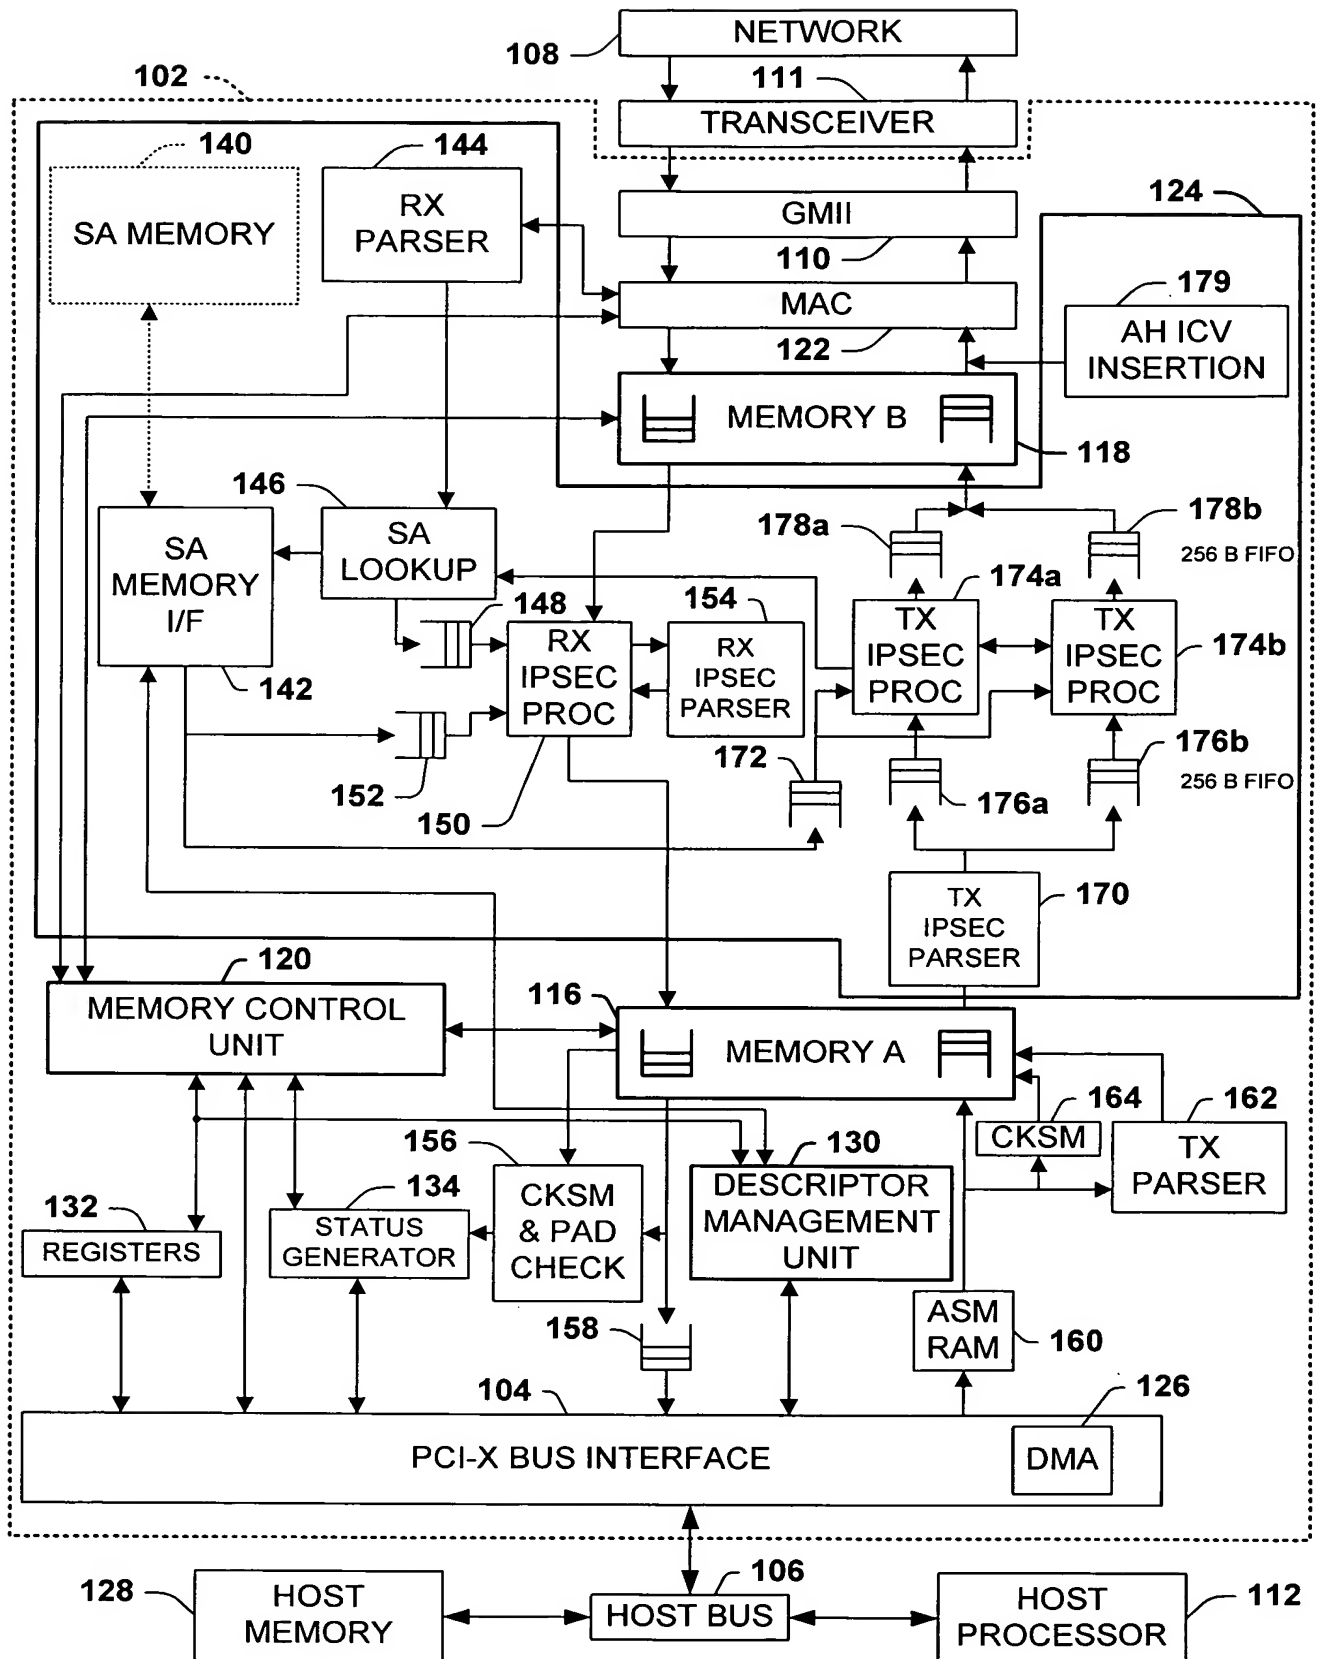 NETWORK
108
102
111
TRANSCEIVER
140
144
124
SA MEMORY
RX
PARSER
GMII
110
179
MAC
122
AH ICV
INSERTION
MEMORY B
118
146
178a
178b
256 B FIFO
SA
LOOKUP
SA
MEMORY
I/F
142
148
154
174a
174b
RX
IPSEC
PROC
RX
IPSEC
PARSER
TX
IPSEC
PROC
TX
IPSEC
PROC
152
150
172
176a
176b
256 B FIFO
TX
IPSEC
PARSER
170
120
MEMORY CONTROL
UNIT
116
MEMORY A
164
162
CKSM
TX
PARSER
156
130
CKSM
& PAD
CHECK
DESCRIPTOR
MANAGEMENT
UNIT
132
REGISTERS
134
STATUS
GENERATOR
158
ASM
RAM
160
104
126
PCI-X BUS INTERFACE
DMA
128
HOST
MEMORY
106
HOST BUS
HOST
PROCESSOR
112